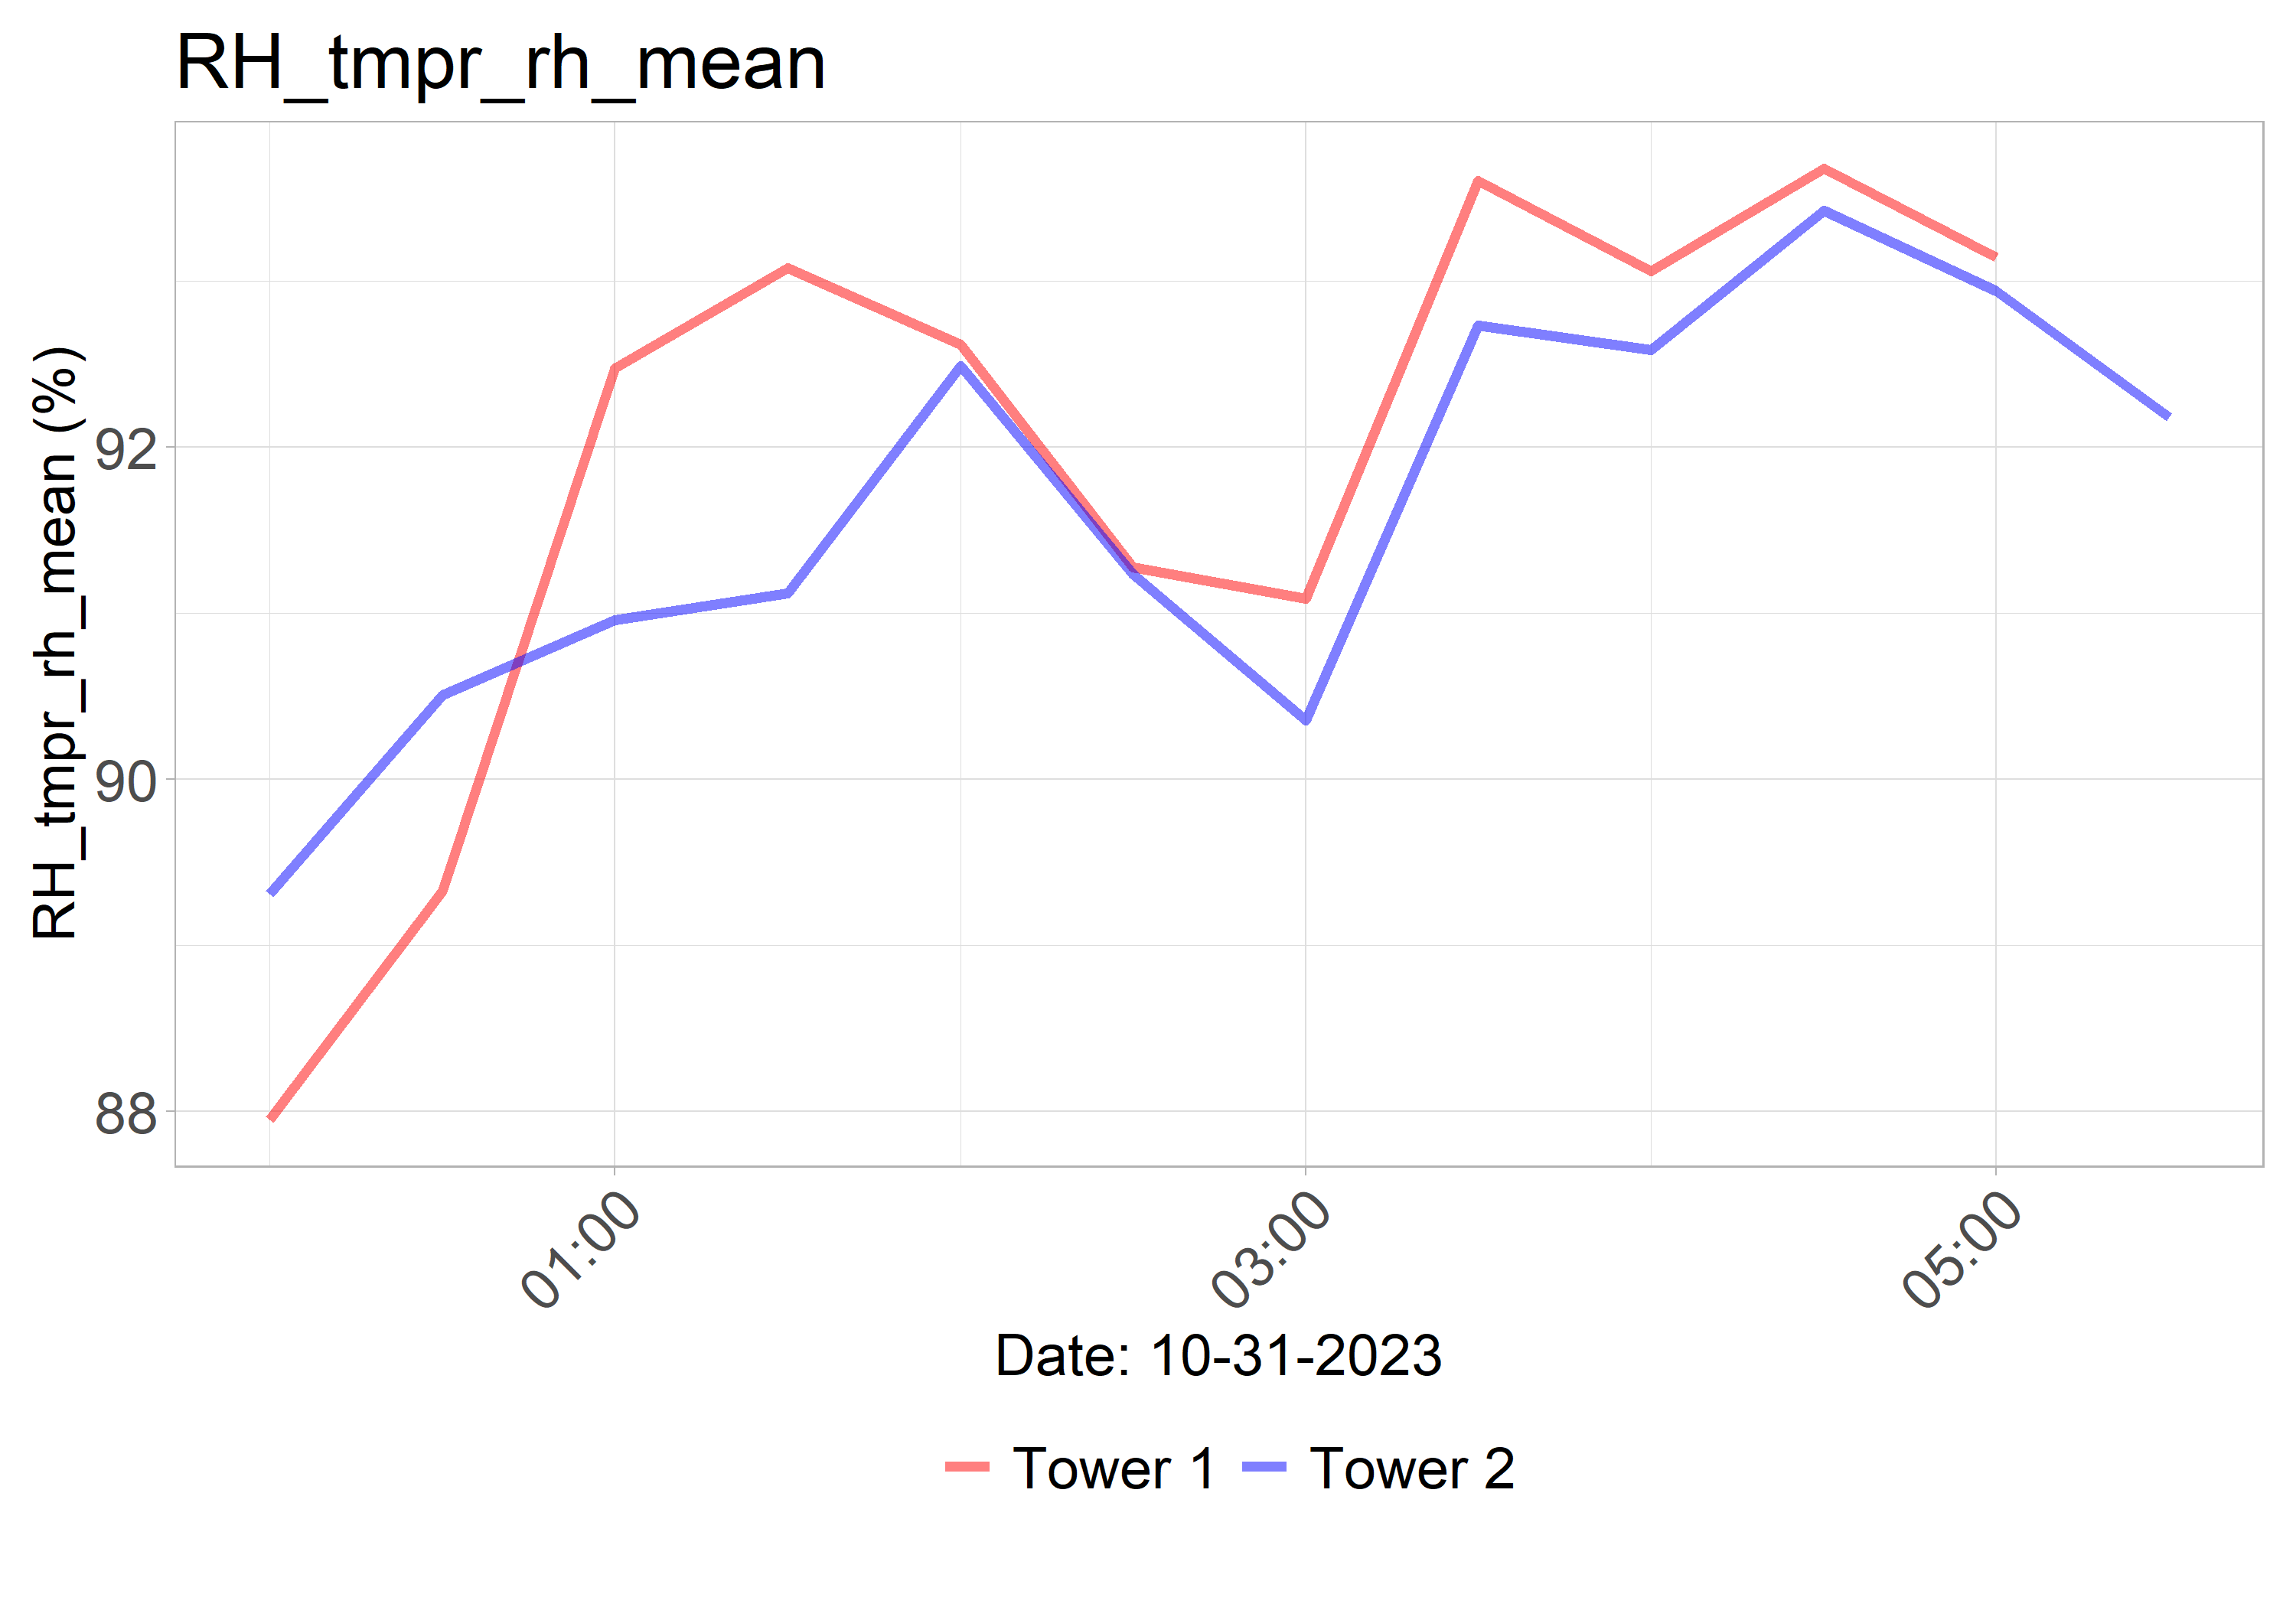 RH_tmpr_rh_mean
RH_tmpr_rh_mean (%)
92
90
88
01:00
03:00
05:00
Date: 10-31-2023
Tower 1
Tower 2